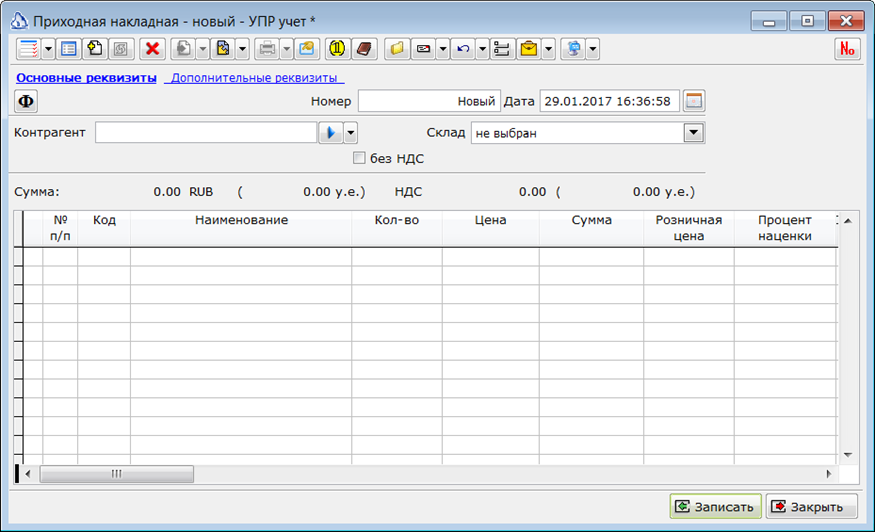 Приходная накладная - новый - УПР учет *
№
Основные реквизиты Дополнительные реквизиты
Ф Номер Новый Дата 29.01.2017 16:36:58
Контрагент Склад не выбран
без НДС
Сумма: 0.00 RUB ( 0.00 у.е.) НДС 0.00 ( 0.00 у.е.)
№ п/п Код Наименование Кол-во Цена Сумма Розничная цена Процент наценки
Записать Закрыть